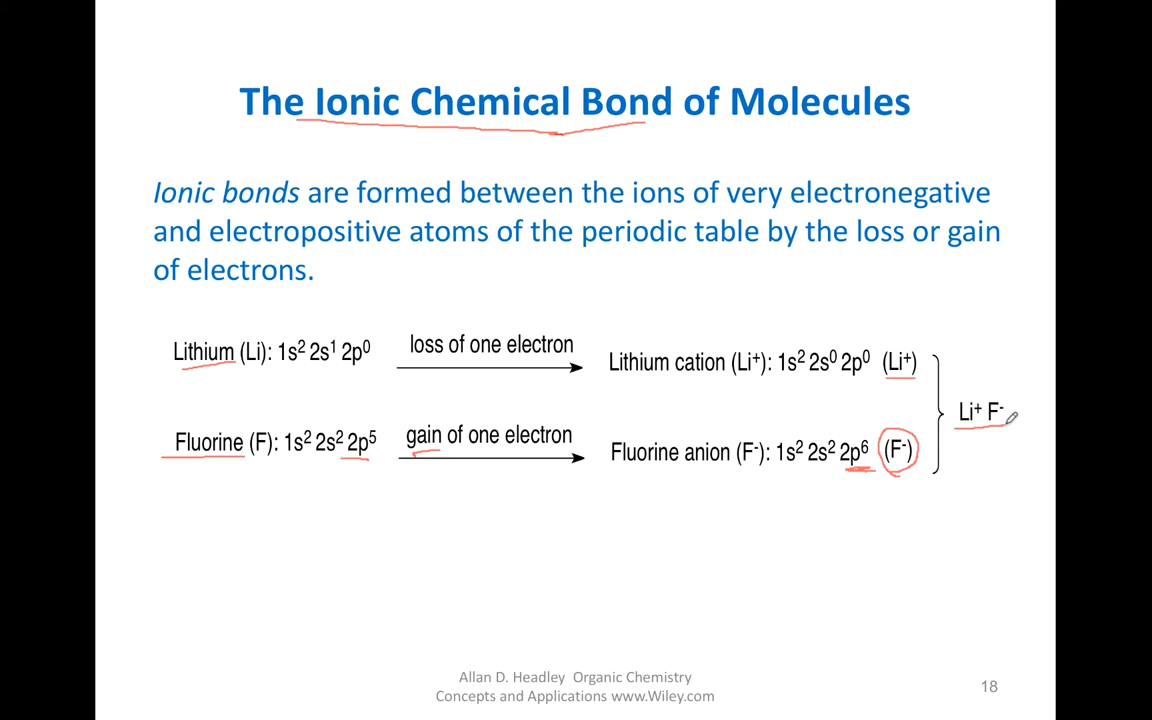 The Ionic Chemical Bond of Molecules
Ionic bonds are formed between the ions of very electronegative
and electropositive atoms of the periodic table by the loss or gain
of electrons.
Lithium (Li): 1s² 2s¹ 2p⁰
loss of one electron
Lithium cation (Li⁺): 1s² 2s⁰ 2p⁰ (Li⁺)
Fluorine (F): 1s² 2s² 2p⁵
gain of one electron
Fluorine anion (F⁻): 1s² 2s² 2p⁶ (F⁻)
Li⁺ F⁻
Allan D. Headley Organic Chemistry
Concepts and Applications www.Wiley.com
18